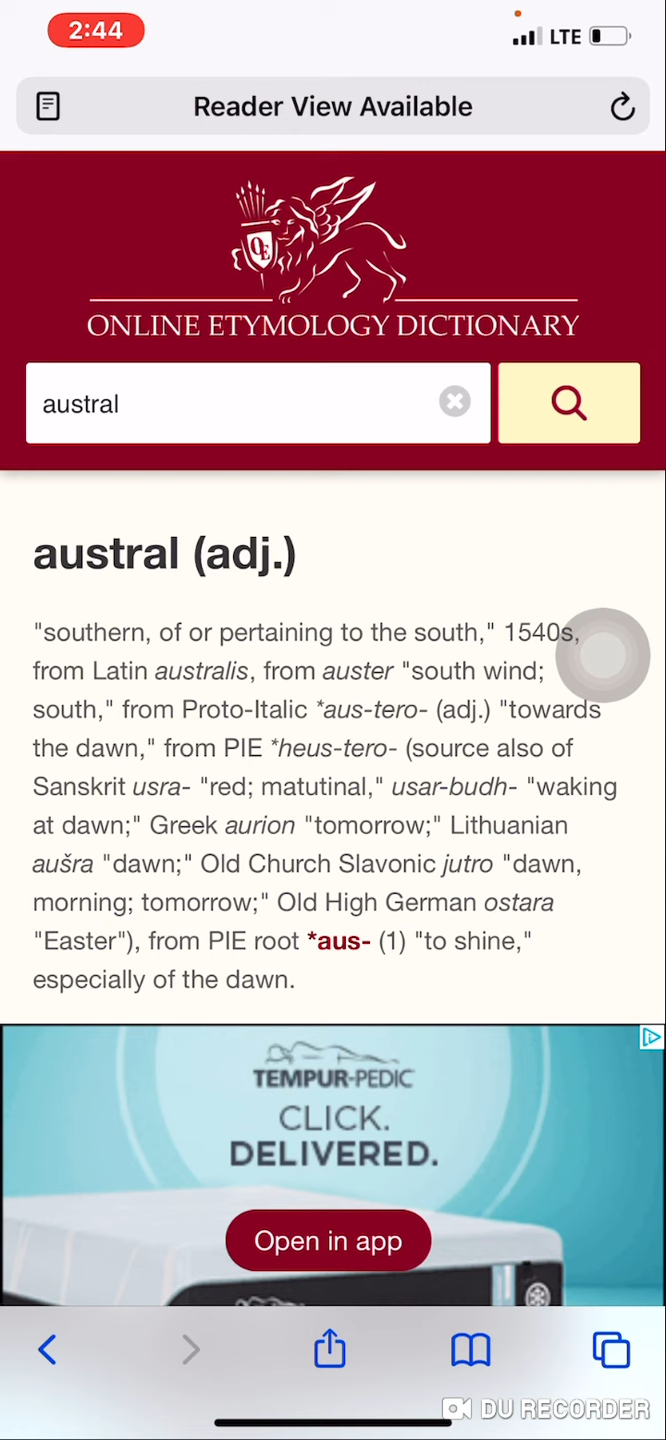 2:44
LTE
Reader View Available
OE
ONLINE ETYMOLOGY DICTIONARY
austral
austral (adj.)
"southern, of or pertaining to the south," 1540s,
from Latin australis, from auster "south wind;
south," from Proto-Italic *aus-tero- (adj.) "towards
the dawn," from PIE *heus-tero- (source also of
Sanskrit usra- "red; matutinal," usar-budh- "waking
at dawn;" Greek aurion "tomorrow;" Lithuanian
aušra "dawn;" Old Church Slavonic jutro "dawn,
morning; tomorrow;" Old High German ostara
"Easter"), from PIE root *aus- (1) "to shine,"
especially of the dawn.
TEMPUR-PEDIC
CLICK.
DELIVERED.
Open in app
DU RECORDER